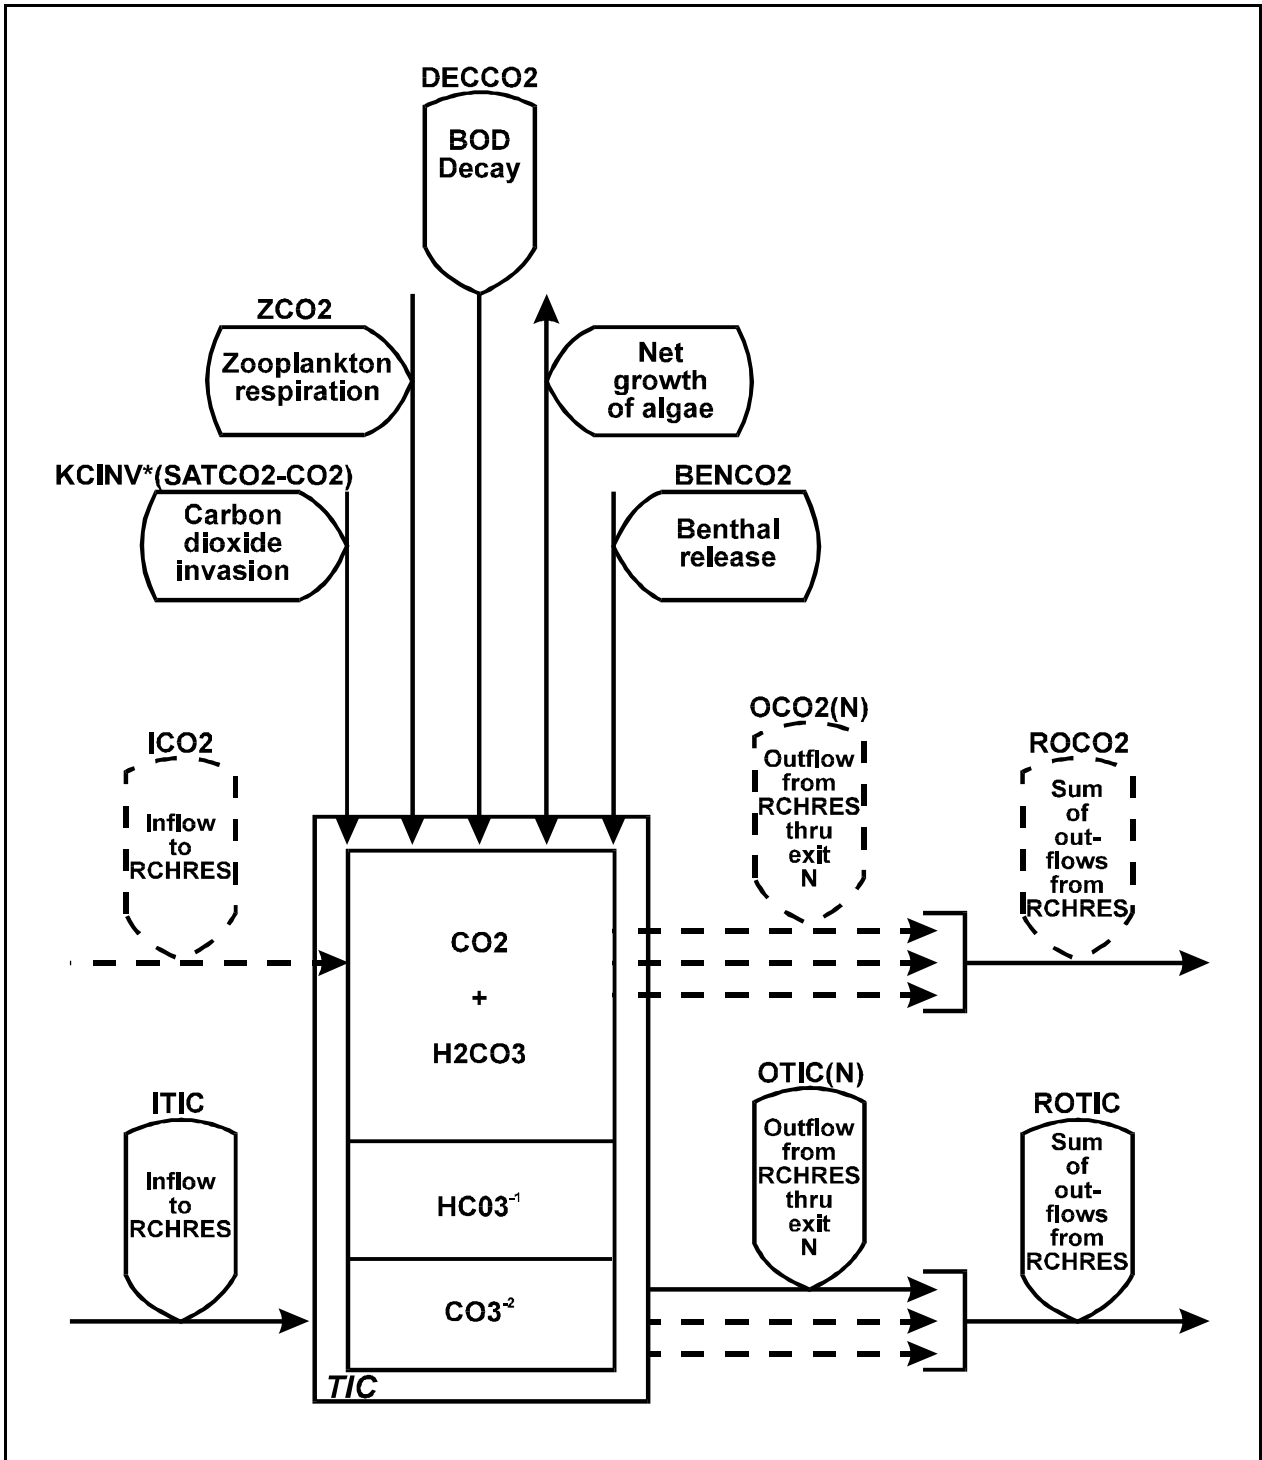 DECCO2
BOD
Decay
ZCO2
Zooplankton
respiration
Net
growth
of algae
KCINV*(SATCO2-CO2)
Carbon
dioxide
invasion
BENCO2
Benthal
release
ICO2
Inflow
to
RCHRES
OCO2(N)
Outflow
from
RCHRES
thru
exit
N
ROCO2
Sum
of
out-
flows
from
RCHRES
CO2
+
H2CO3
ITIC
Inflow
to
RCHRES
OTIC(N)
Outflow
from
RCHRES
thru
exit
N
ROTIC
Sum
of
out-
flows
from
RCHRES
HC03⁻¹
CO3⁻²
TIC